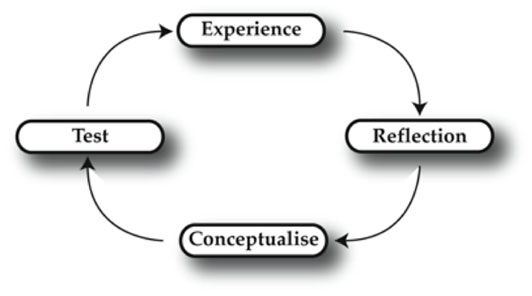 Experience
Reflection
Conceptualise
Test